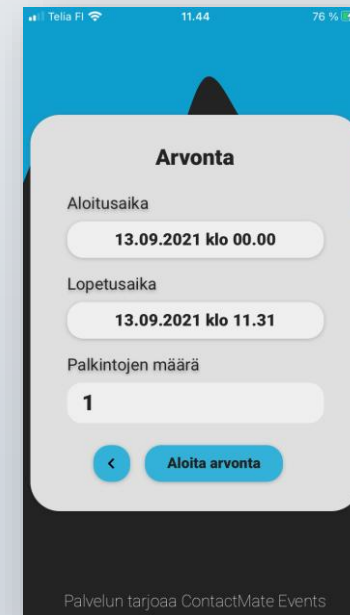 Telia FI 11.44 76 %
Arvonta
Aloitusaika
13.09.2021 klo 00.00
Lopetusaika
13.09.2021 klo 11.31
Palkintojen määrä
1
< Aloita arvonta
Palvelun tarjoaa ContactMate Events